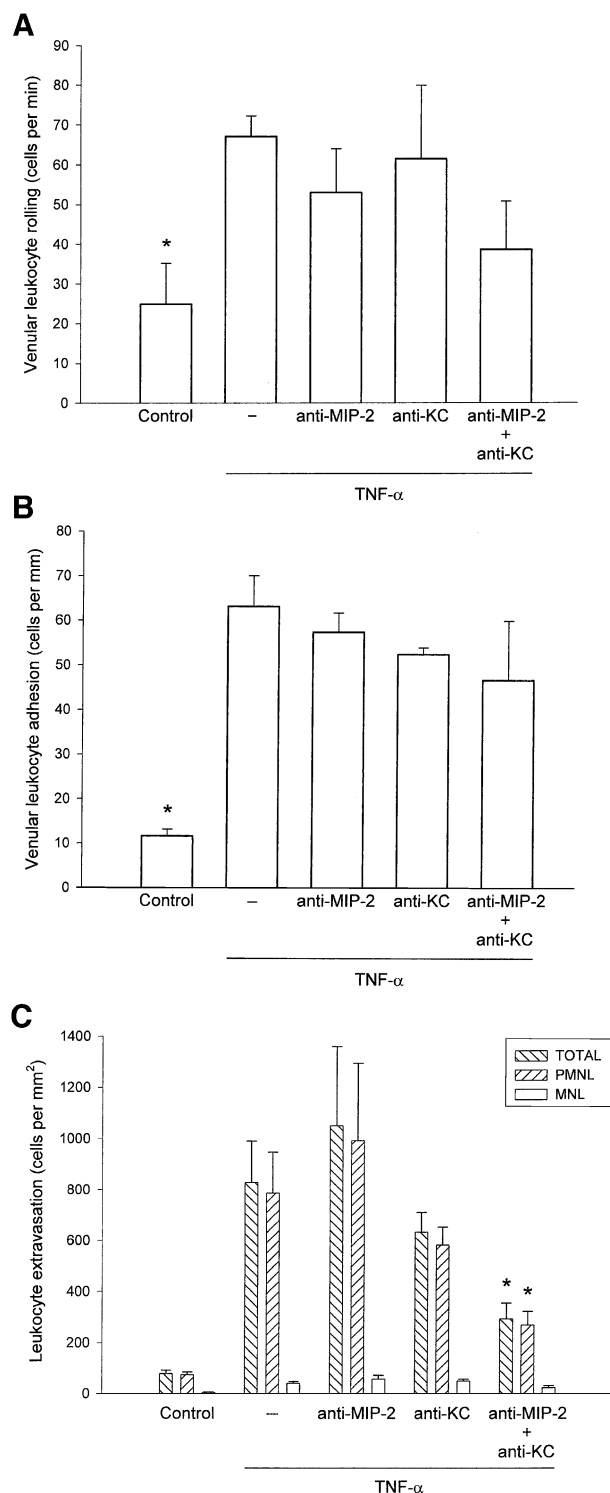 A
Venular leukocyte rolling (cells per min)
90
80
70
60
50
40
30
20
10
0
*
Control
–
anti-MIP-2
anti-KC
anti-MIP-2
+
anti-KC
TNF-α
B
Venular leukocyte adhesion (cells per mm)
80
70
60
50
40
30
20
10
0
*
Control
–
anti-MIP-2
anti-KC
anti-MIP-2
+
anti-KC
TNF-α
C
Leukocyte extravasation (cells per mm²)
1400
1200
1000
800
600
400
200
0
TOTAL
PMNL
MNL
* *
Control
—
anti-MIP-2
anti-KC
anti-MIP-2
+
anti-KC
TNF-α